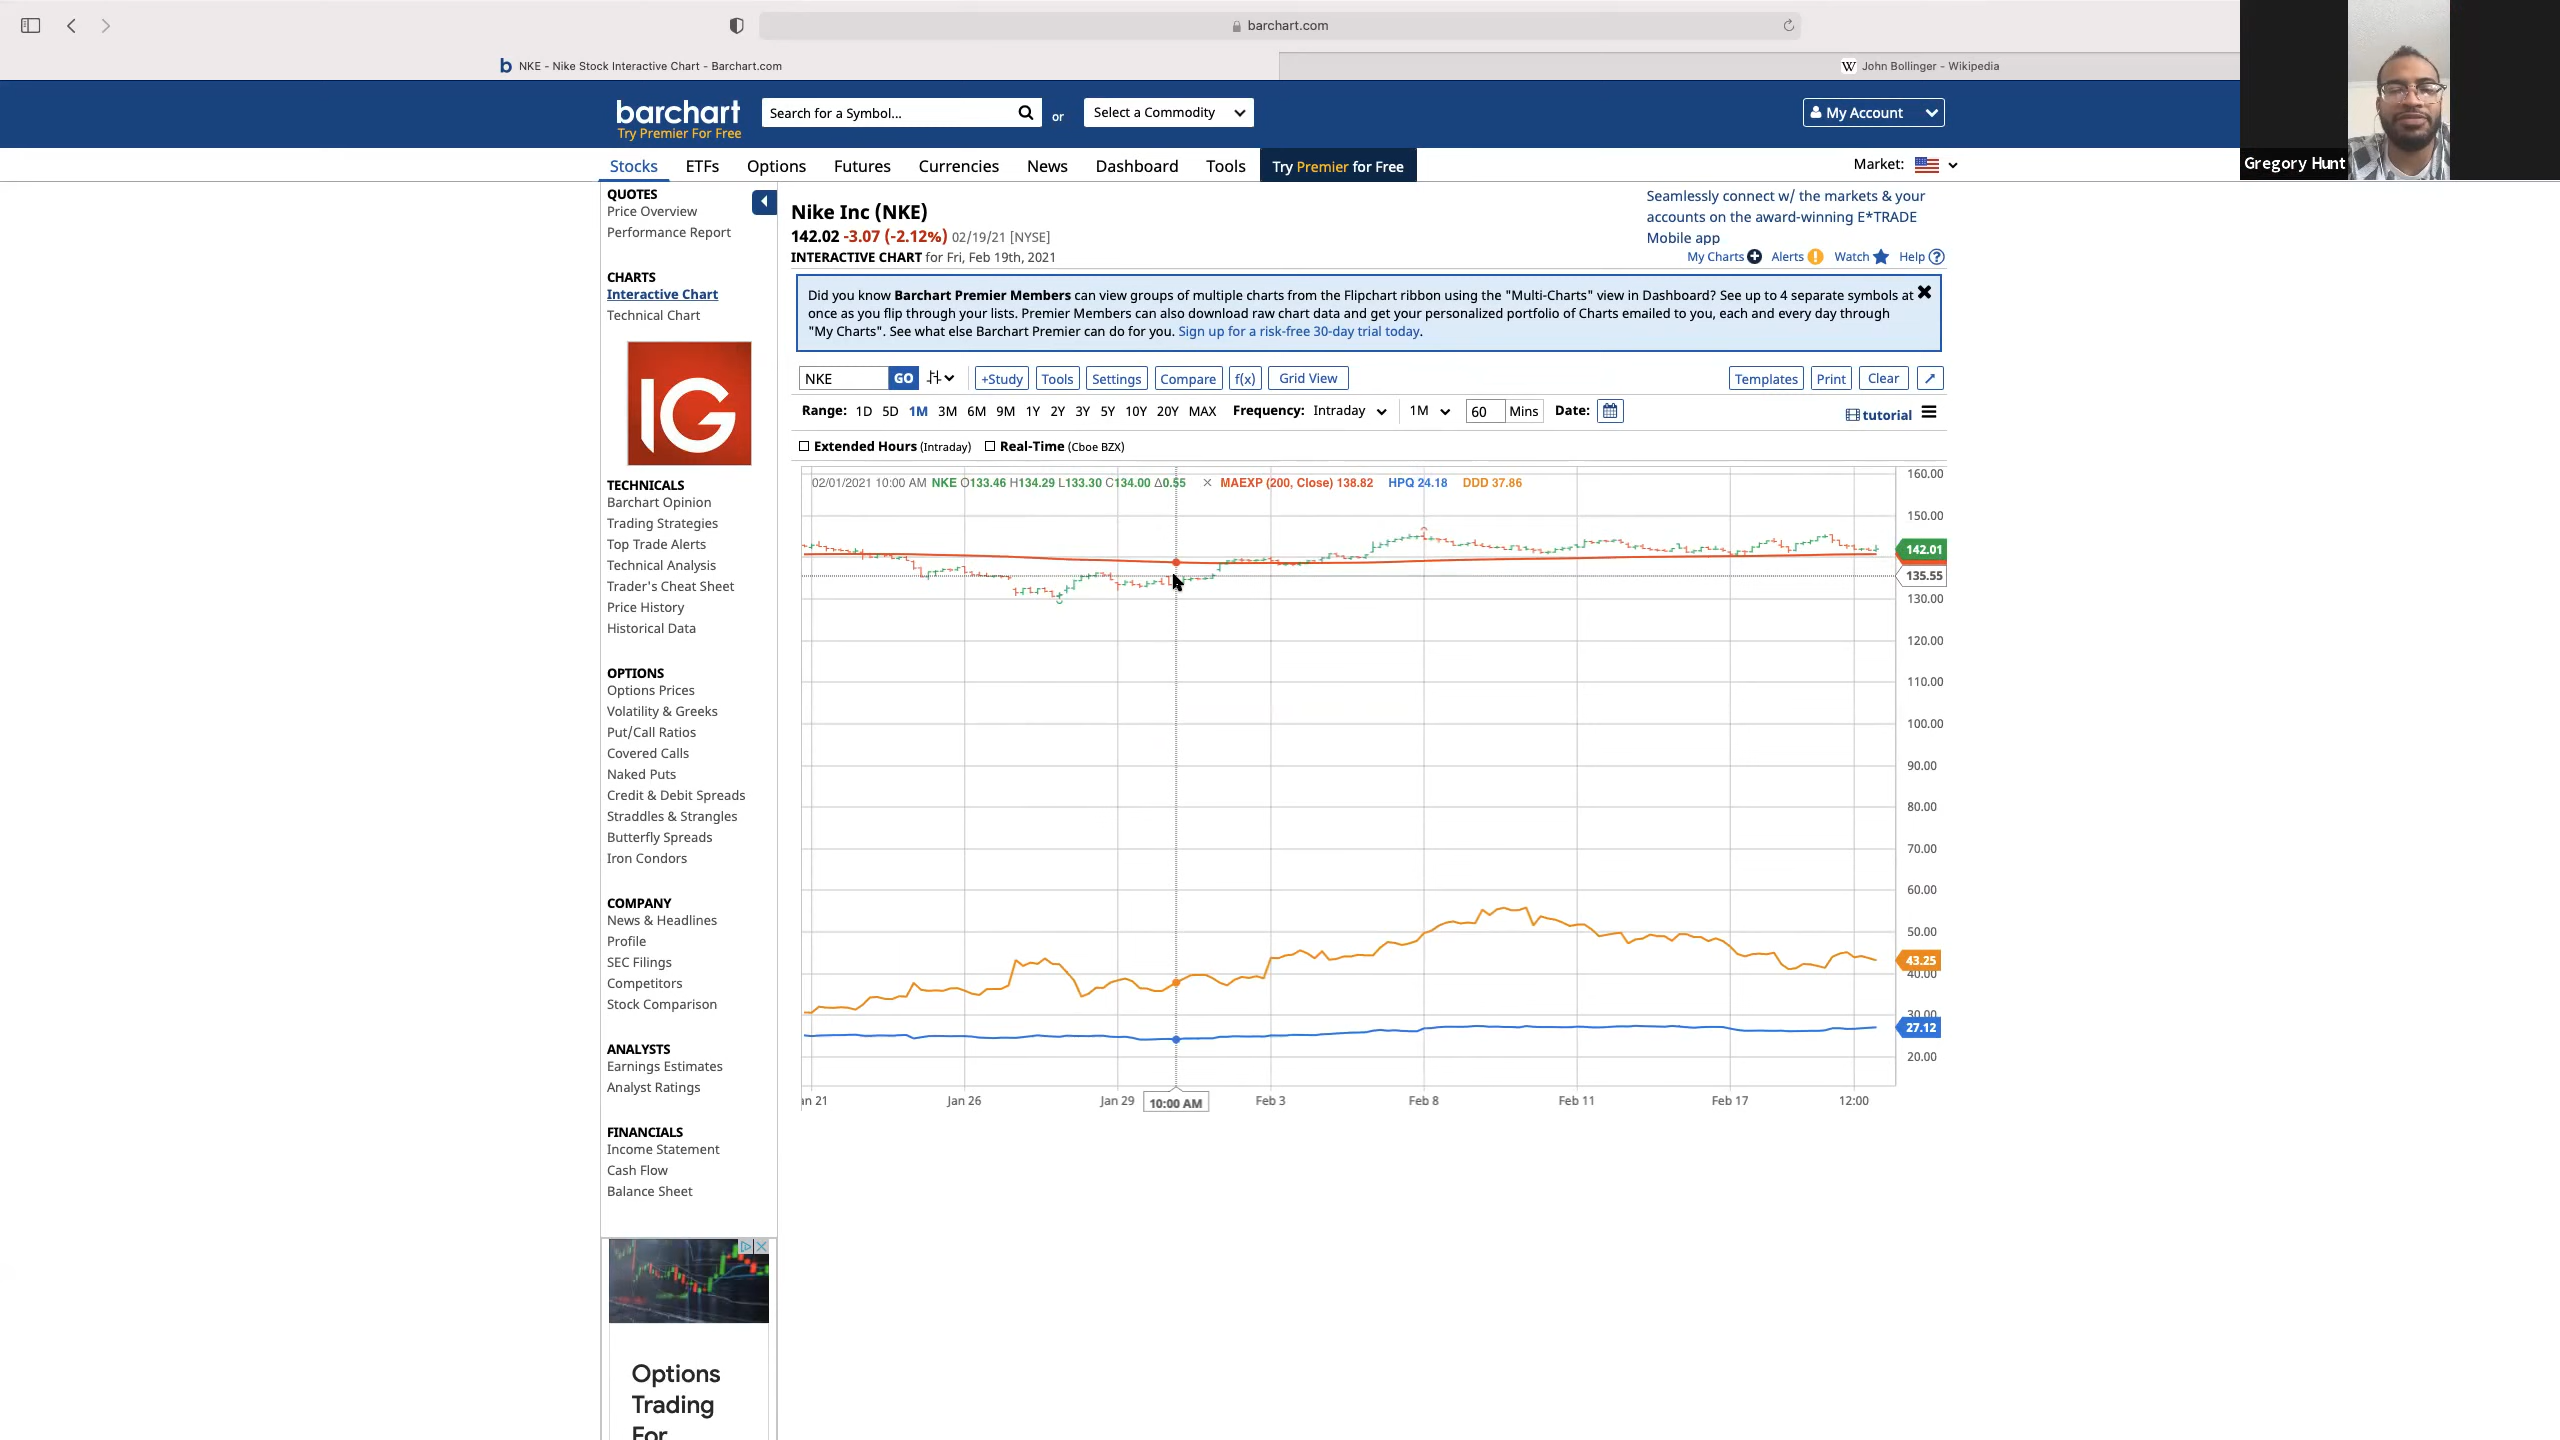 barchart.com
NKE - Nike Stock Interactive Chart - Barchart.com
John Bollinger - Wikipedia
Gregory Hunt
barchart
Try Premier For Free
Search for a Symbol...
or
Select a Commodity
My Account
Stocks ETFs Options Futures Currencies News Dashboard Tools Try Premier for Free
Market:
QUOTES
Price Overview
Performance Report
CHARTS
Interactive Chart
Technical Chart
IG
TECHNICALS
Barchart Opinion
Trading Strategies
Top Trade Alerts
Technical Analysis
Trader's Cheat Sheet
Price History
Historical Data
OPTIONS
Options Prices
Volatility & Greeks
Put/Call Ratios
Covered Calls
Naked Puts
Credit & Debit Spreads
Straddles & Strangles
Butterfly Spreads
Iron Condors
COMPANY
News & Headlines
Profile
SEC Filings
Competitors
Stock Comparison
ANALYSTS
Earnings Estimates
Analyst Ratings
FINANCIALS
Income Statement
Cash Flow
Balance Sheet
Options
Trading
For
Nike Inc (NKE)
142.02 -3.07 (-2.12%) 02/19/21 [NYSE]
INTERACTIVE CHART for Fri, Feb 19th, 2021
Seamlessly connect w/ the markets & your
accounts on the award-winning E*TRADE
Mobile app
My Charts Alerts Watch Help
Did you know Barchart Premier Members can view groups of multiple charts from the Flipchart ribbon using the "Multi-Charts" view in Dashboard? See up to 4 separate symbols at
once as you flip through your lists. Premier Members can also download raw chart data and get your personalized portfolio of Charts emailed to you, each and every day through
"My Charts". See what else Barchart Premier can do for you. Sign up for a risk-free 30-day trial today.
NKE GO +Study Tools Settings Compare f(x) Grid View Templates Print Clear
Range: 1D 5D 1M 3M 6M 9M 1Y 2Y 3Y 5Y 10Y 20Y MAX Frequency: Intraday 1M 60 Mins Date: tutorial
Extended Hours (Intraday) Real-Time (Cboe BZX)
02/01/2021 10:00 AM NKE O133.46 H134.29 L133.30 C134.00 Δ0.55 × MAEXP (200, Close) 138.82 HPQ 24.18 DDD 37.86
160.00
150.00
142.01
135.55
130.00
120.00
110.00
100.00
90.00
80.00
70.00
60.00
50.00
43.25
40.00
30.00
27.12
20.00
an 21 Jan 26 Jan 29 10:00 AM Feb 3 Feb 8 Feb 11 Feb 17 12:00